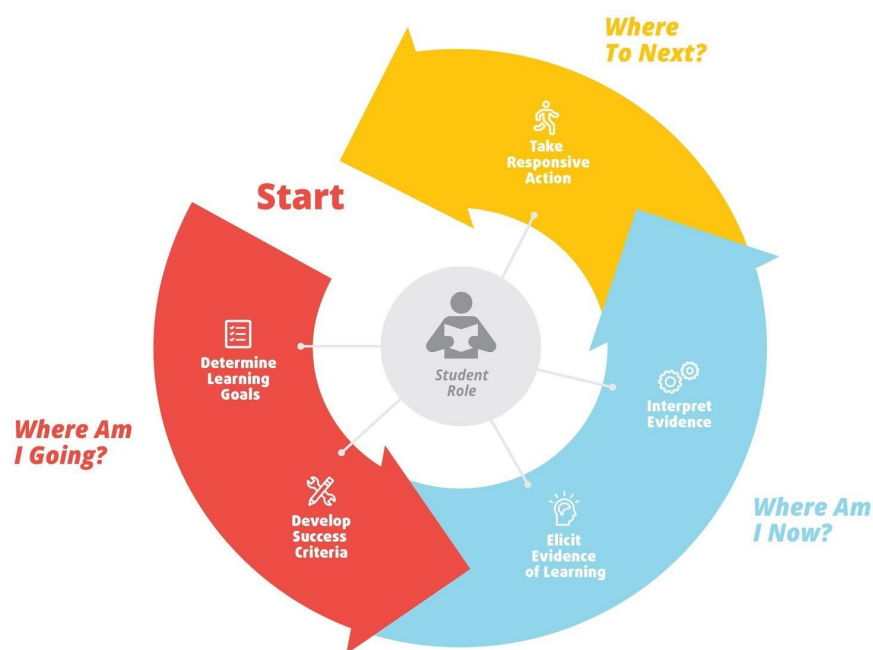 Where
To Next?
Take
Responsive
Action
Start
Determine
Learning
Goals
Student
Role
Interpret
Evidence
Where Am
I Going?
Develop
Success
Criteria
Elicit
Evidence
of Learning
Where Am
I Now?